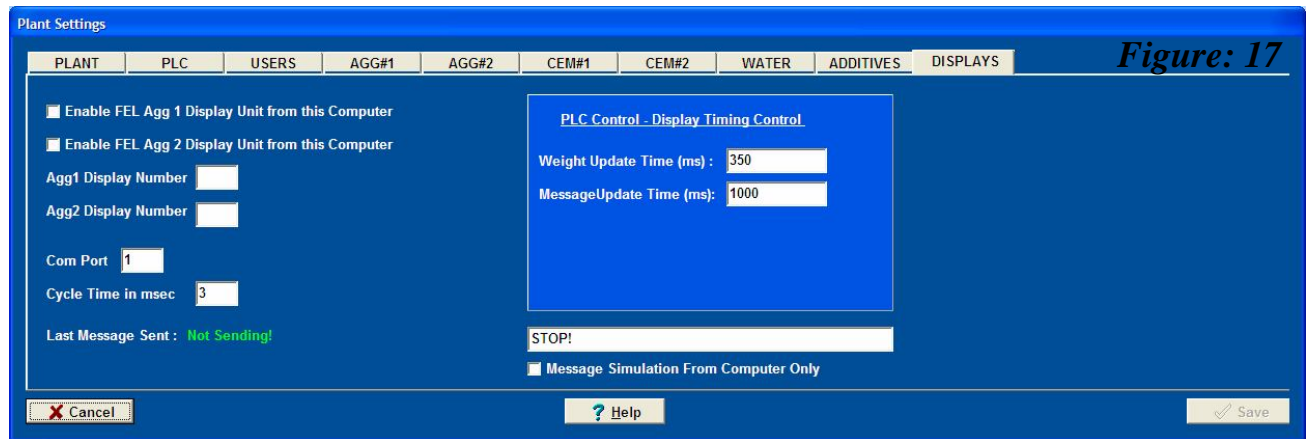 Plant Settings
PLANT PLC USERS AGG#1 AGG#2 CEM#1 CEM#2 WATER ADDITIVES DISPLAYS
Figure: 17
Enable FEL Agg 1 Display Unit from this Computer
Enable FEL Agg 2 Display Unit from this Computer
Agg1 Display Number
Agg2 Display Number
Com Port 1
Cycle Time in msec 3
Last Message Sent : Not Sending!
PLC Control - Display Timing Control
Weight Update Time (ms) : 350
MessageUpdate Time (ms): 1000
STOP!
Message Simulation From Computer Only
Cancel
Help
Save